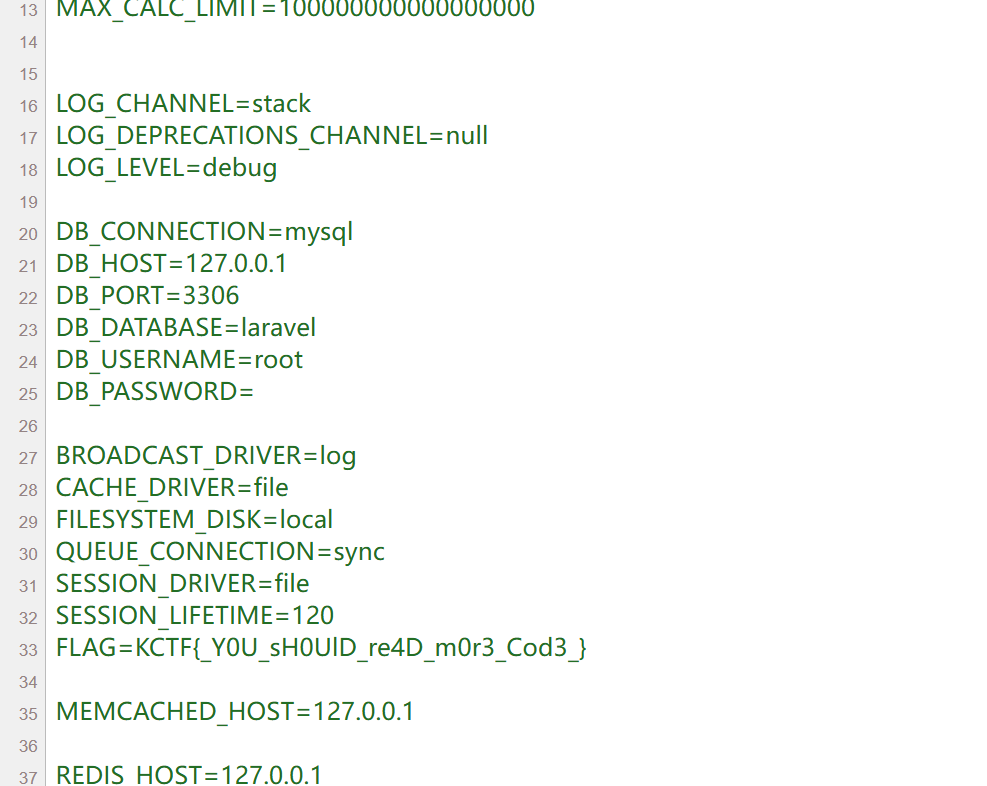 13 MAX_CALC_LIMIT=100000000000000000
14
15
16 LOG_CHANNEL=stack
17 LOG_DEPRECATIONS_CHANNEL=null
18 LOG_LEVEL=debug
19
20 DB_CONNECTION=mysql
21 DB_HOST=127.0.0.1
22 DB_PORT=3306
23 DB_DATABASE=laravel
24 DB_USERNAME=root
25 DB_PASSWORD=
26
27 BROADCAST_DRIVER=log
28 CACHE_DRIVER=file
29 FILESYSTEM_DISK=local
30 QUEUE_CONNECTION=sync
31 SESSION_DRIVER=file
32 SESSION_LIFETIME=120
33 FLAG=KCTF{_Y0U_sH0UlD_re4D_m0r3_Cod3_}
34
35 MEMCACHED_HOST=127.0.0.1
36
37 REDIS_HOST=127.0.0.1